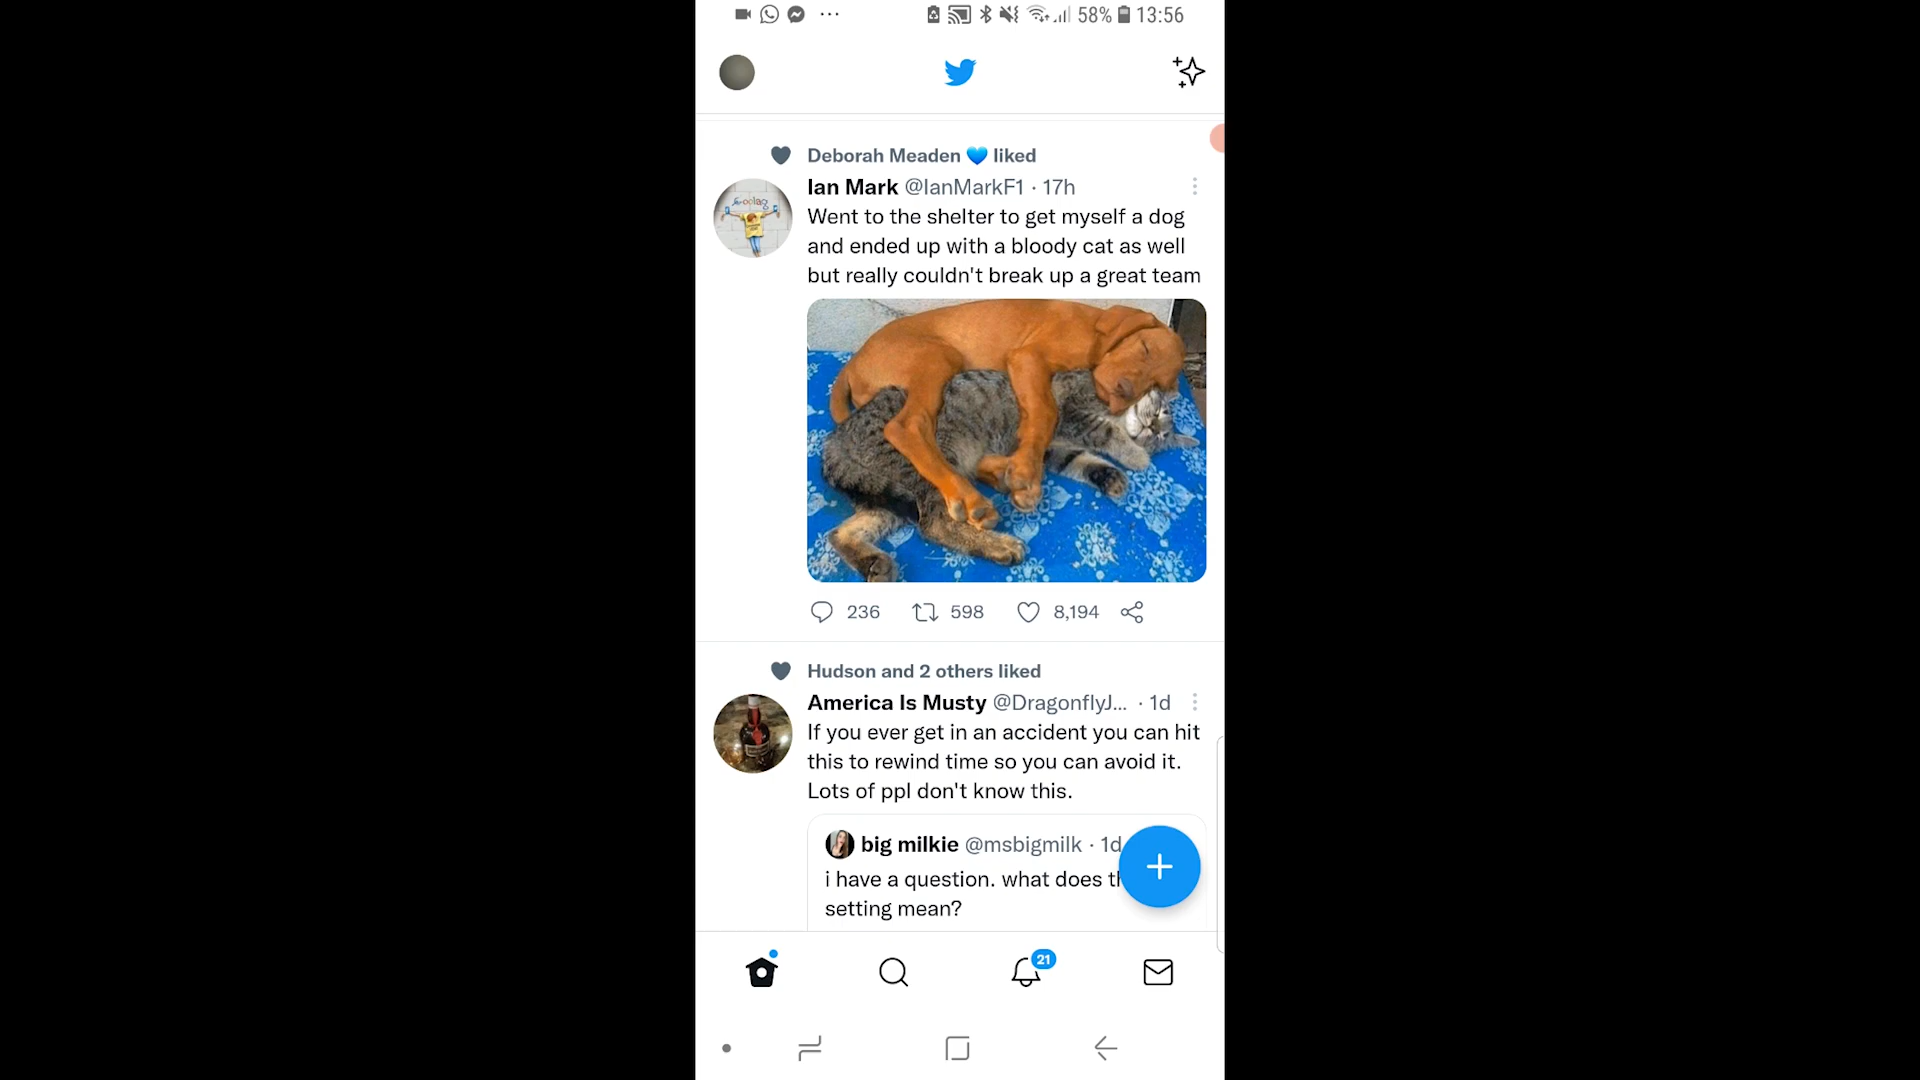 58% 13:56
Deborah Meaden 💙 liked
Ian Mark @IanMarkF1 · 17h
Went to the shelter to get myself a dog
and ended up with a bloody cat as well
but really couldn't break up a great team
236 598 8,194
Hudson and 2 others liked
America Is Musty @DragonflyJ... · 1d
If you ever get in an accident you can hit
this to rewind time so you can avoid it.
Lots of ppl don't know this.
big milkie @msbigmilk · 1d
i have a question. what does
setting mean?
21